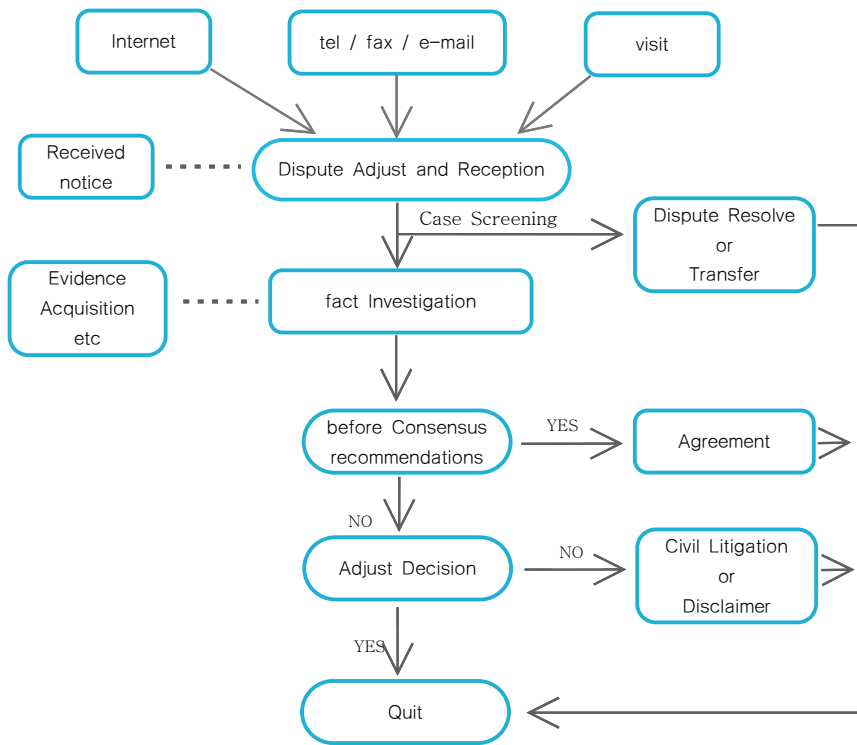 Internet
tel / fax / e-mail
visit
Received
notice
Dispute Adjust and Reception
Case Screening
Dispute Resolve
or
Transfer
Evidence
Acquisition
etc
fact Investigation
before Consensus
recommendations
YES
Agreement
NO
Adjust Decision
NO
Civil Litigation
or
Disclaimer
YES
Quit